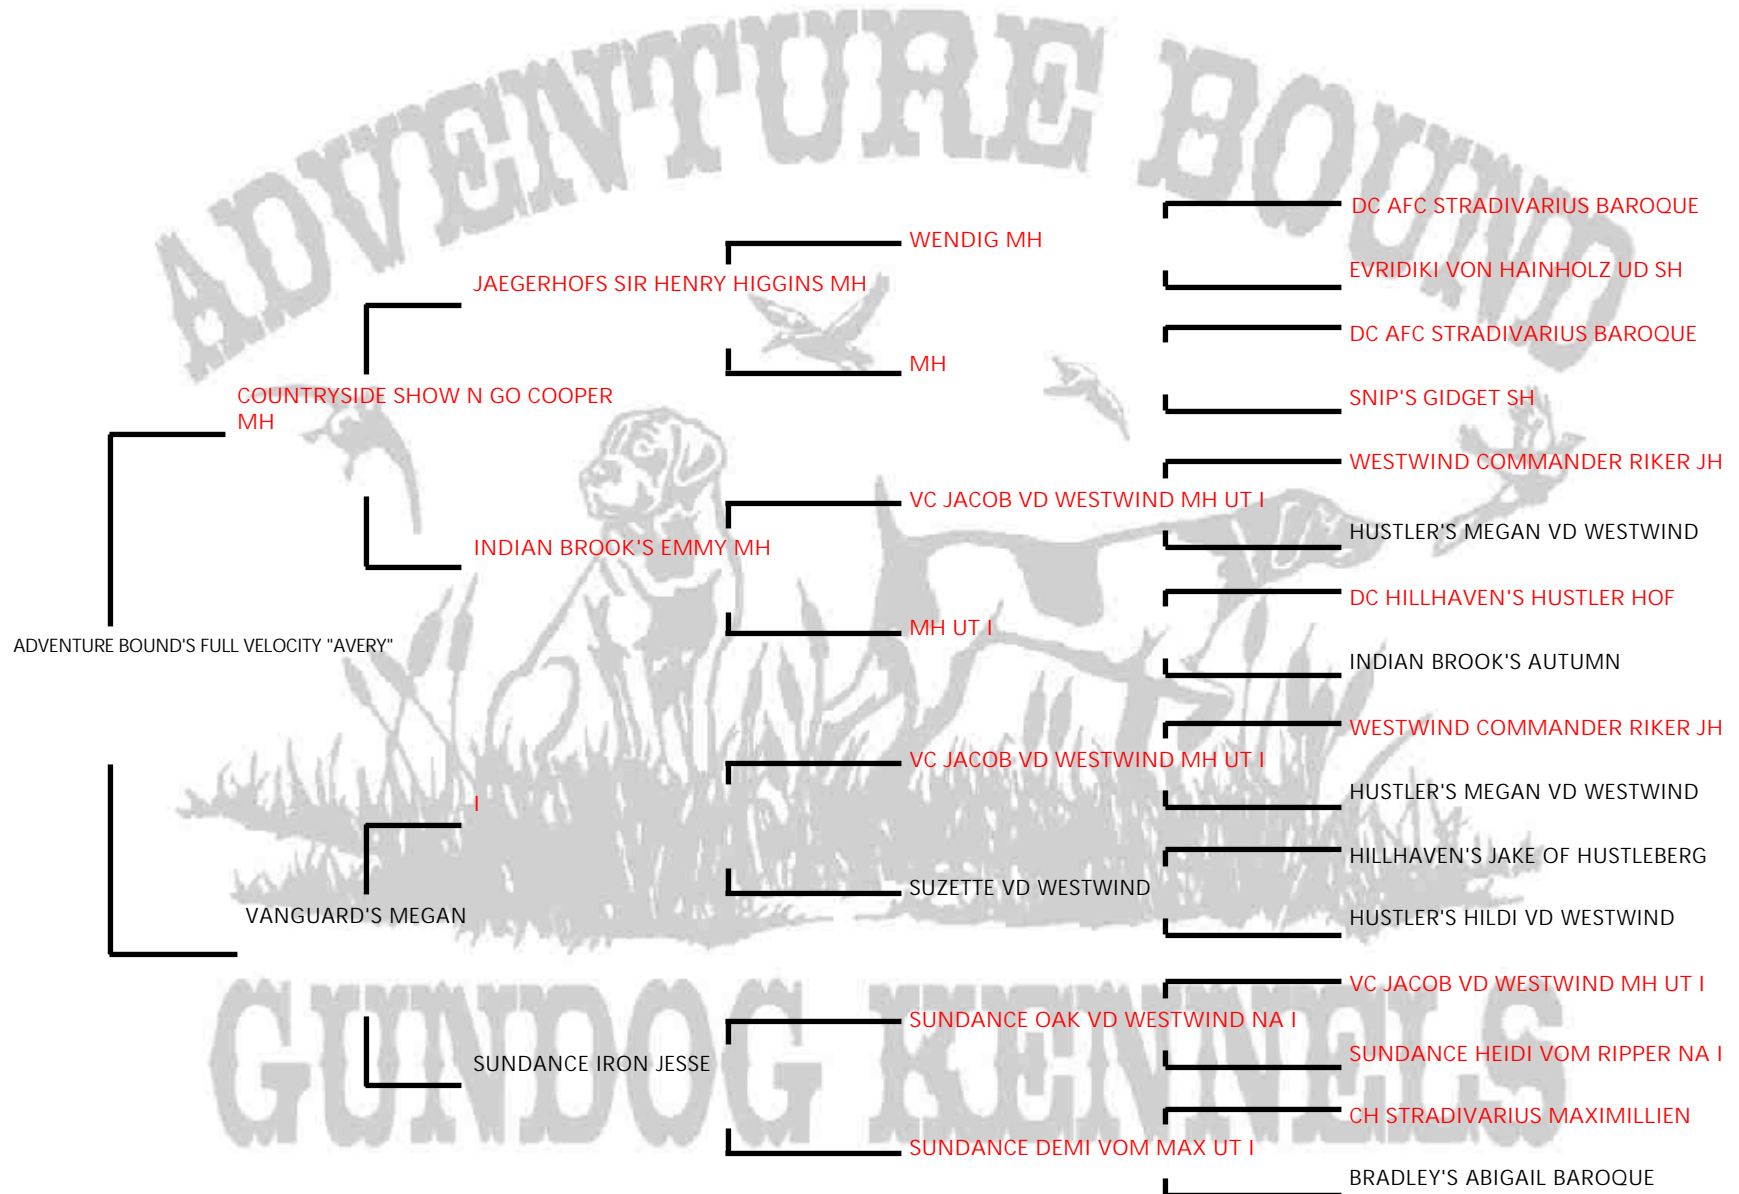 ADVENTURE BOUND
DC AFC STRADIVARIUS BAROQUE
WENDIG MH
EVRIDIKI VON HAINHOLZ UD SH
JAEGERHOFS SIR HENRY HIGGINS MH
DC AFC STRADIVARIUS BAROQUE
MH
COUNTRYSIDE SHOW N GO COOPER
MH
SNIP'S GIDGET SH
WESTWIND COMMANDER RIKER JH
VC JACOB VD WESTWIND MH UT I
HUSTLER'S MEGAN VD WESTWIND
INDIAN BROOK'S EMMY MH
DC HILLHAVEN'S HUSTLER HOF
MH UT I
ADVENTURE BOUND'S FULL VELOCITY "AVERY"
INDIAN BROOK'S AUTUMN
WESTWIND COMMANDER RIKER JH
VC JACOB VD WESTWIND MH UT I
HUSTLER'S MEGAN VD WESTWIND
I
HILLHAVEN'S JAKE OF HUSTLEBERG
SUZETTE VD WESTWIND
VANGUARD'S MEGAN
HUSTLER'S HILDI VD WESTWIND
VC JACOB VD WESTWIND MH UT I
SUNDANCE OAK VD WESTWIND NA I
SUNDANCE HEIDI VOM RIPPER NA I
SUNDANCE IRON JESSE
CH STRADIVARIUS MAXIMILLIEN
SUNDANCE DEMI VOM MAX UT I
BRADLEY'S ABIGAIL BAROQUE
GUNDOG KENNELS